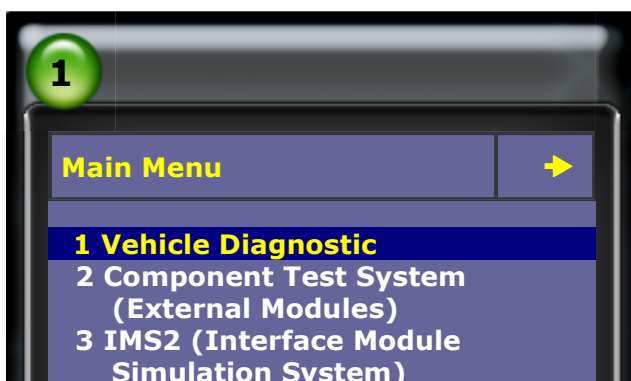 1
Main Menu
1 Vehicle Diagnostic
2 Component Test System
(External Modules)
3 IMS2 (Interface Module
Simulation System)